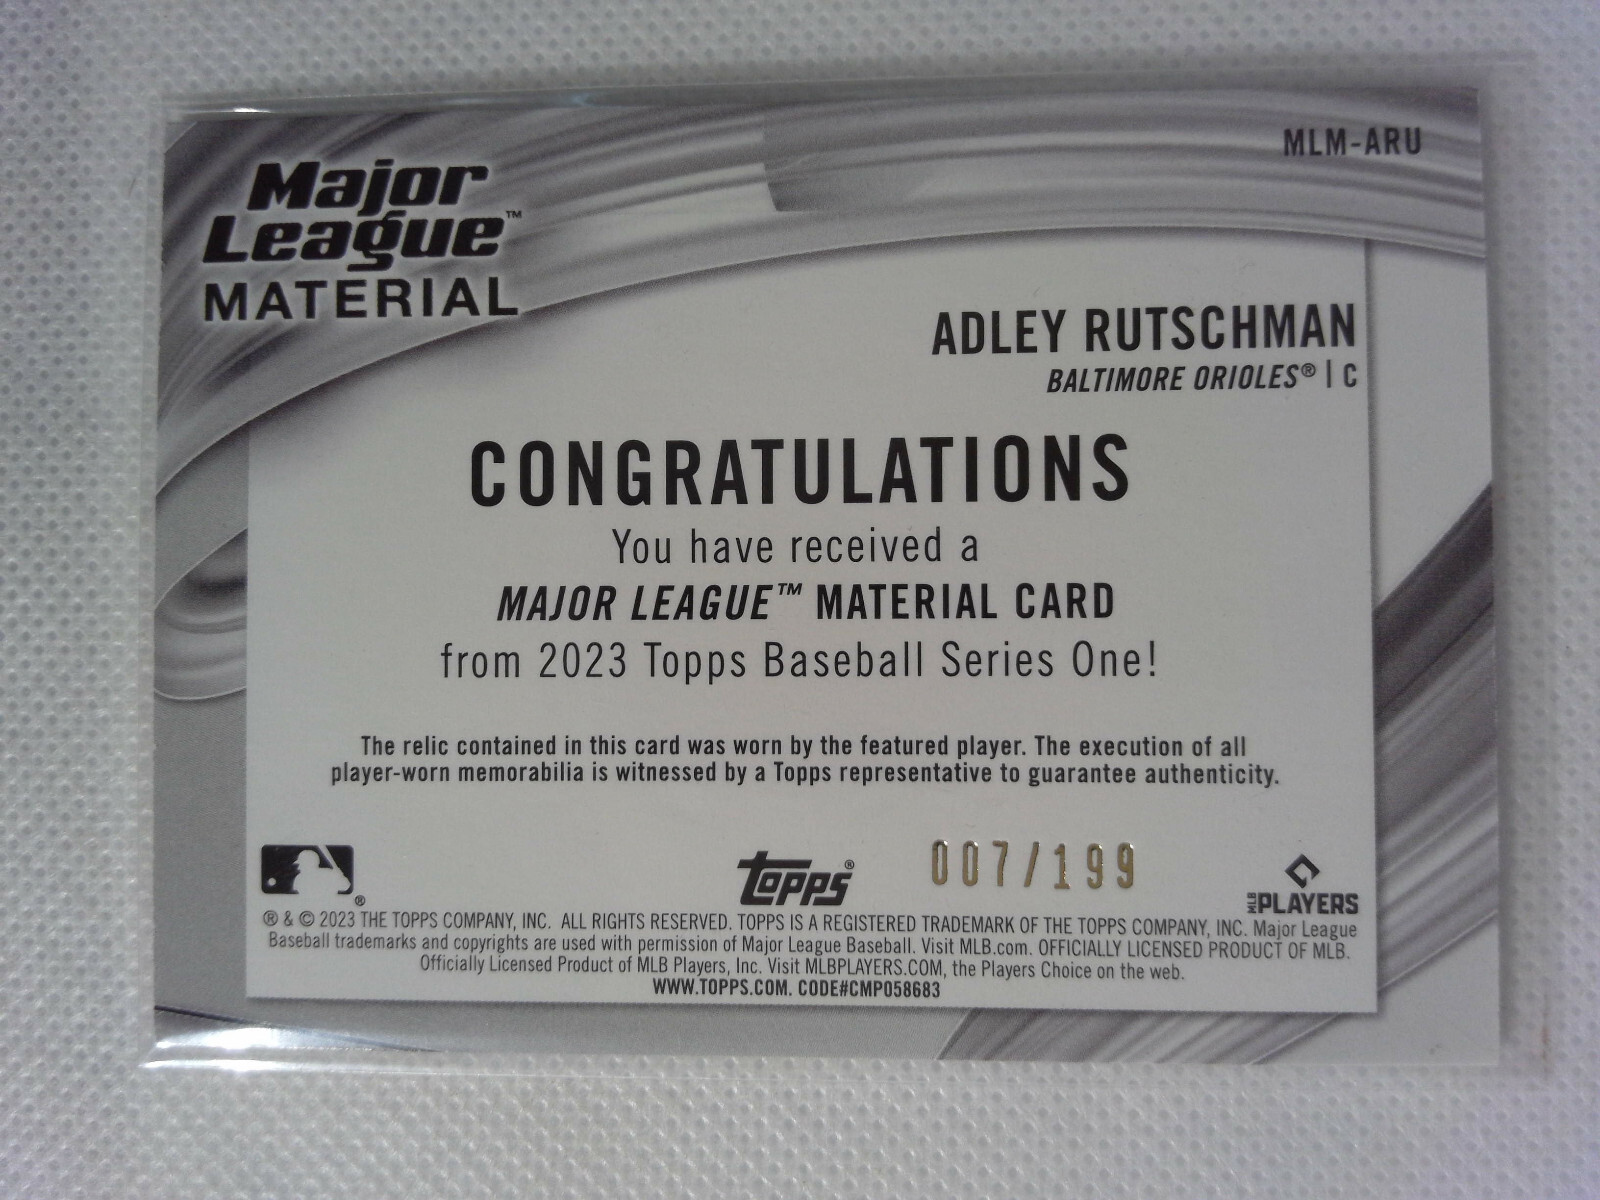 MLM-ARU
Major
League™
MATERIAL
ADLEY RUTSCHMAN
BALTIMORE ORIOLES® | C
CONGRATULATIONS
You have received a
MAJOR LEAGUE™ MATERIAL CARD
from 2023 Topps Baseball Series One!
The relic contained in this card was worn by the featured player. The execution of all
player-worn memorabilia is witnessed by a Topps representative to guarantee authenticity.
®
topps®
007/199
MLB PLAYERS
® & © 2023 THE TOPPS COMPANY, INC. ALL RIGHTS RESERVED. TOPPS IS A REGISTERED TRADEMARK OF THE TOPPS COMPANY, INC. Major League
Baseball trademarks and copyrights are used with permission of Major League Baseball. Visit MLB.com. OFFICIALLY LICENSED PRODUCT OF MLB.
Officially Licensed Product of MLB Players, Inc. Visit MLBPLAYERS.COM, the Players Choice on the web.
WWW.TOPPS.COM. CODE#CMP058683